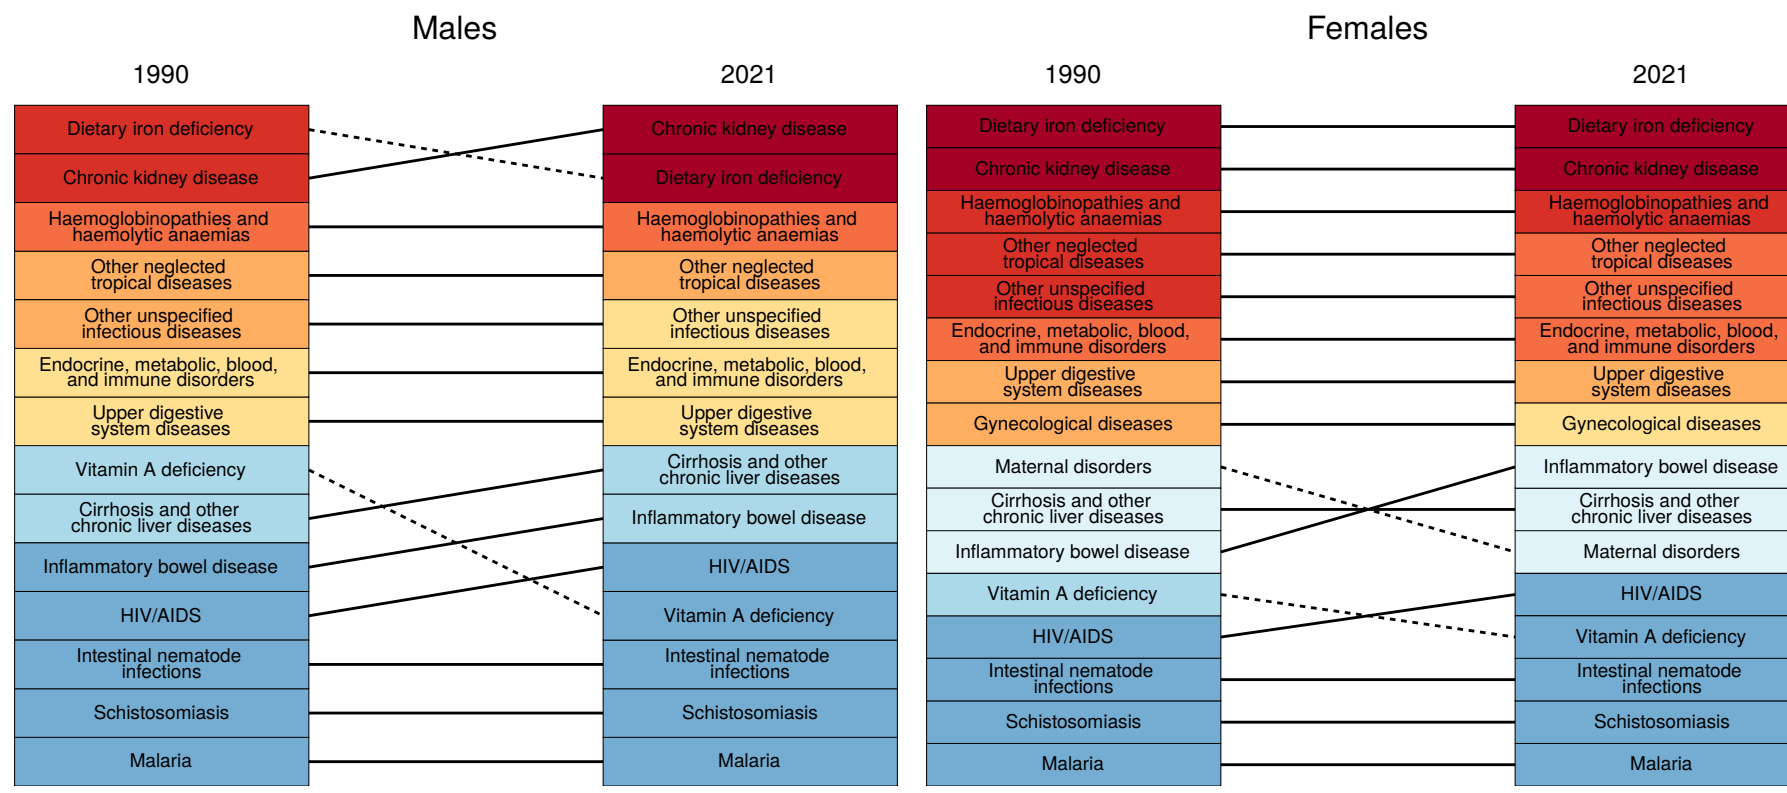 Males
Females
1990
2021
1990
2021
Dietary iron deficiency
Chronic kidney disease
Haemoglobinopathies and
haemolytic anaemias
Other neglected
tropical diseases
Other unspecified
infectious diseases
Endocrine, metabolic, blood,
and immune disorders
Upper digestive
system diseases
Vitamin A deficiency
Cirrhosis and other
chronic liver diseases
Inflammatory bowel disease
HIV/AIDS
Intestinal nematode
infections
Schistosomiasis
Malaria
Chronic kidney disease
Dietary iron deficiency
Haemoglobinopathies and
haemolytic anaemias
Other neglected
tropical diseases
Other unspecified
infectious diseases
Endocrine, metabolic, blood,
and immune disorders
Upper digestive
system diseases
Cirrhosis and other
chronic liver diseases
Inflammatory bowel disease
HIV/AIDS
Vitamin A deficiency
Intestinal nematode
infections
Schistosomiasis
Malaria
Dietary iron deficiency
Chronic kidney disease
Haemoglobinopathies and
haemolytic anaemias
Other neglected
tropical diseases
Other unspecified
infectious diseases
Endocrine, metabolic, blood,
and immune disorders
Upper digestive
system diseases
Gynecological diseases
Maternal disorders
Cirrhosis and other
chronic liver diseases
Inflammatory bowel disease
Vitamin A deficiency
HIV/AIDS
Intestinal nematode
infections
Schistosomiasis
Malaria
Dietary iron deficiency
Chronic kidney disease
Haemoglobinopathies and
haemolytic anaemias
Other neglected
tropical diseases
Other unspecified
infectious diseases
Endocrine, metabolic, blood,
and immune disorders
Upper digestive
system diseases
Gynecological diseases
Inflammatory bowel disease
Cirrhosis and other
chronic liver diseases
Maternal disorders
HIV/AIDS
Vitamin A deficiency
Intestinal nematode
infections
Schistosomiasis
Malaria